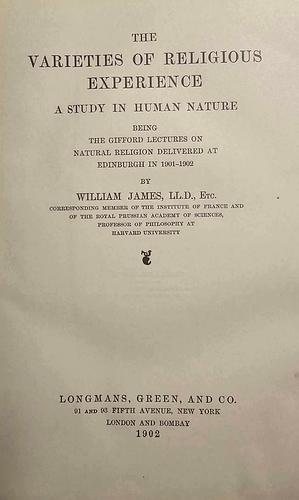 THE
VARIETIES OF RELIGIOUS
EXPERIENCE
A STUDY IN HUMAN NATURE
BEING
THE GIFFORD LECTURES ON
NATURAL RELIGION DELIVERED AT
EDINBURGH IN 1901-1902
BY
WILLIAM JAMES, LL.D., ETC.
CORRESPONDING MEMBER OF THE INSTITUTE OF FRANCE AND
OF THE ROYAL PRUSSIAN ACADEMY OF SCIENCES,
PROFESSOR OF PHILOSOPHY AT
HARVARD UNIVERSITY
LONGMANS, GREEN, AND CO.
91 AND 93 FIFTH AVENUE, NEW YORK
LONDON AND BOMBAY
1902